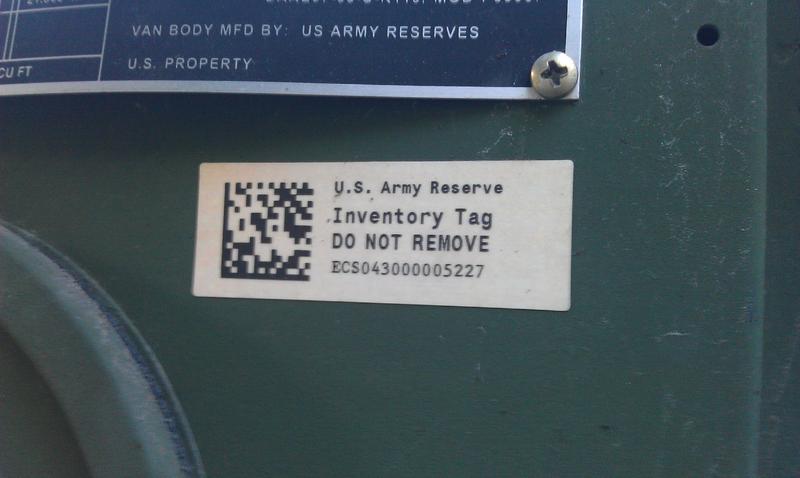 VAN BODY MFD BY: US ARMY RESERVES
U.S. PROPERTY
CU FT
U.S. Army Reserve
Inventory Tag
DO NOT REMOVE
ECS043000005227